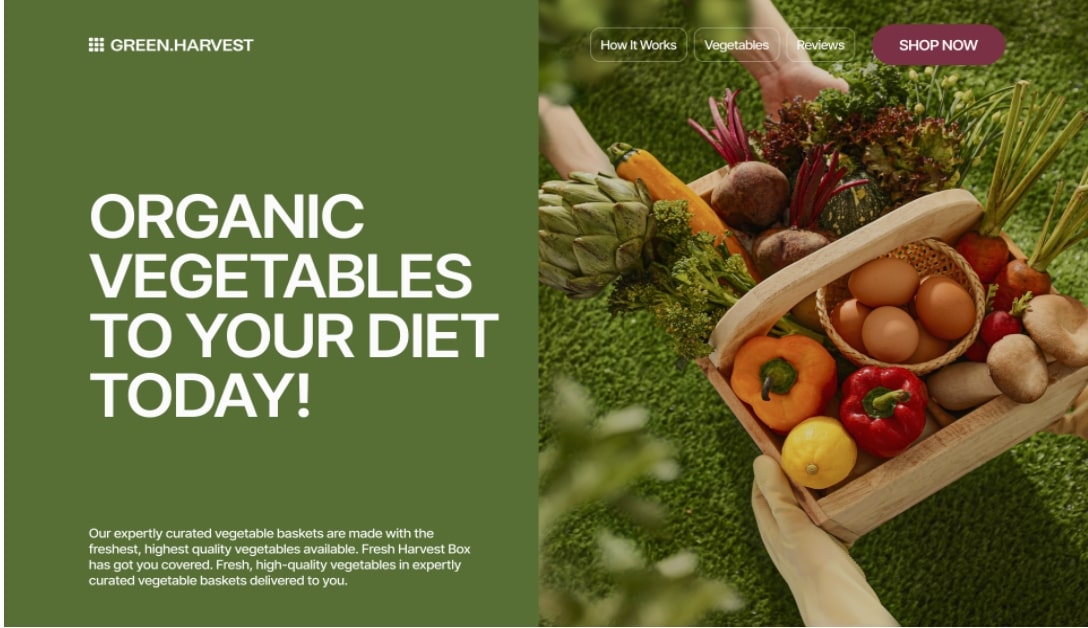 GREEN.HARVEST
How It Works
Vegetables
Reviews
SHOP NOW
ORGANIC
VEGETABLES
TO YOUR DIET
TODAY!
Our expertly curated vegetable baskets are made with the
freshest, highest quality vegetables available. Fresh Harvest Box
has got you covered. Fresh, high-quality vegetables in expertly
curated vegetable baskets delivered to you.